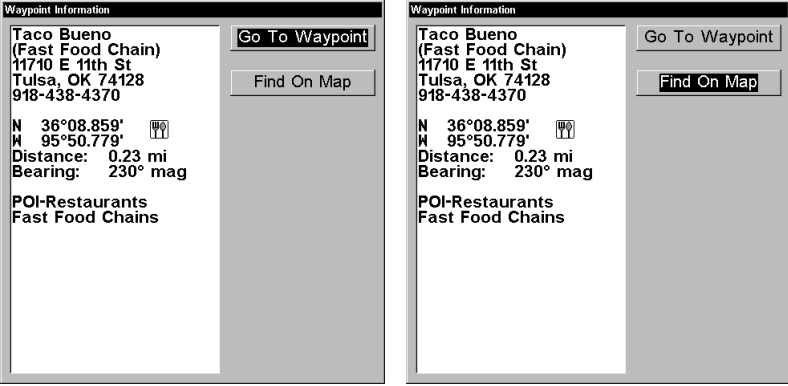 Waypoint Information
Taco Bueno
(Fast Food Chain)
11710 E 11th St
Tulsa, OK 74128
918-438-4370
N 36°08.859'
W 95°50.779'
Distance: 0.23 mi
Bearing: 230° mag
POI-Restaurants
Fast Food Chains
Go To Waypoint
Find On Map
Waypoint Information
Taco Bueno
(Fast Food Chain)
11710 E 11th St
Tulsa, OK 74128
918-438-4370
N 36°08.859'
W 95°50.779'
Distance: 0.23 mi
Bearing: 230° mag
POI-Restaurants
Fast Food Chains
Go To Waypoint
Find On Map